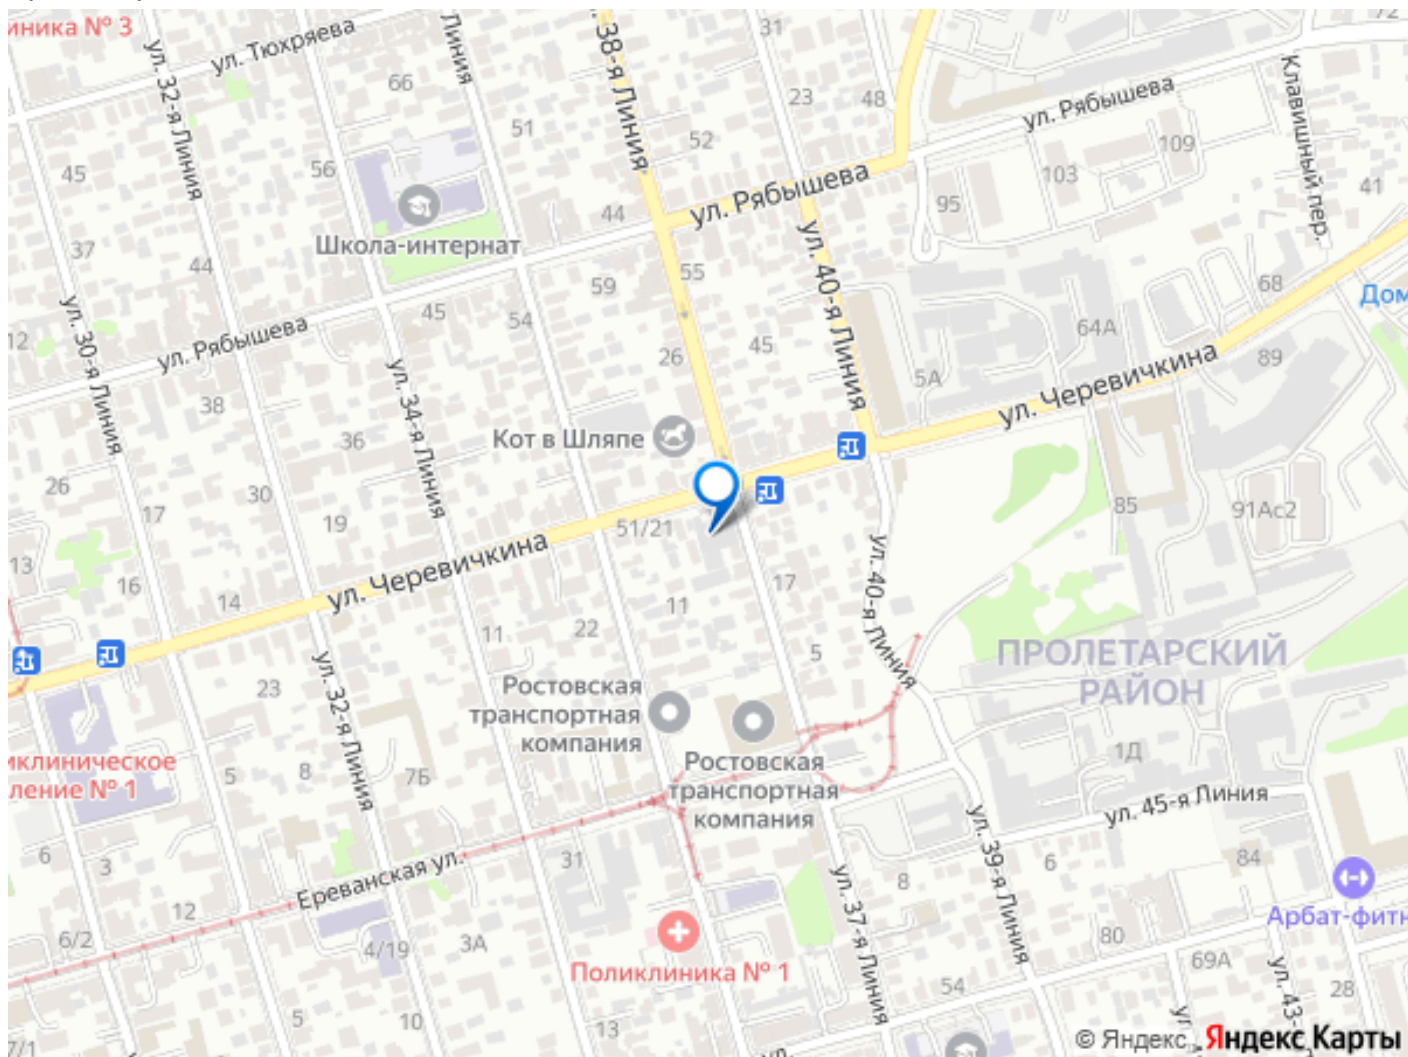 иника № 3
ул. Тюхряева
Линия
ул. 32-я Линия
66
51
56
45
Школа-интернат
37
44
ул. 30-я Линия
12
ул. Рябышева
45
54
ул. 34-я Линия
38
36
26
30
17
19
13
16
14
ул. Черевичкина
. 38-я Линия
31
23
48
52
44
ул. Рябышева
59
55
26
45
ул. 40-я Линия
Кот в Шляпе
51/21
72
ул. Рябышева
Клавишный пер.
109
103
95
41
68
Дом
64А
89
5А
ул. Черевичкина
85
91Ас2
17
11
22
11
5
ул. 40-я Линия
ПРОЛЕТАРСКИЙ
РАЙОН
23
ул. 32-я Линия
Ростовская
транспортная
компания
Ростовская
транспортная
компания
иклиническое
ление № 1
5
8
7Б
1Д
ул. 45-я Линия
6
3
31
Ереванская ул.
12
6/2
4/19
3А
ул. 37-я Линия
8
ул. 39-я Линия
6
84
Арбат-фитн
80
69А
Поликлиника № 1
54
28
ул. 43-
ул.
5
10
13
7/1
ул.
© Яндекс
Яндекс Карты